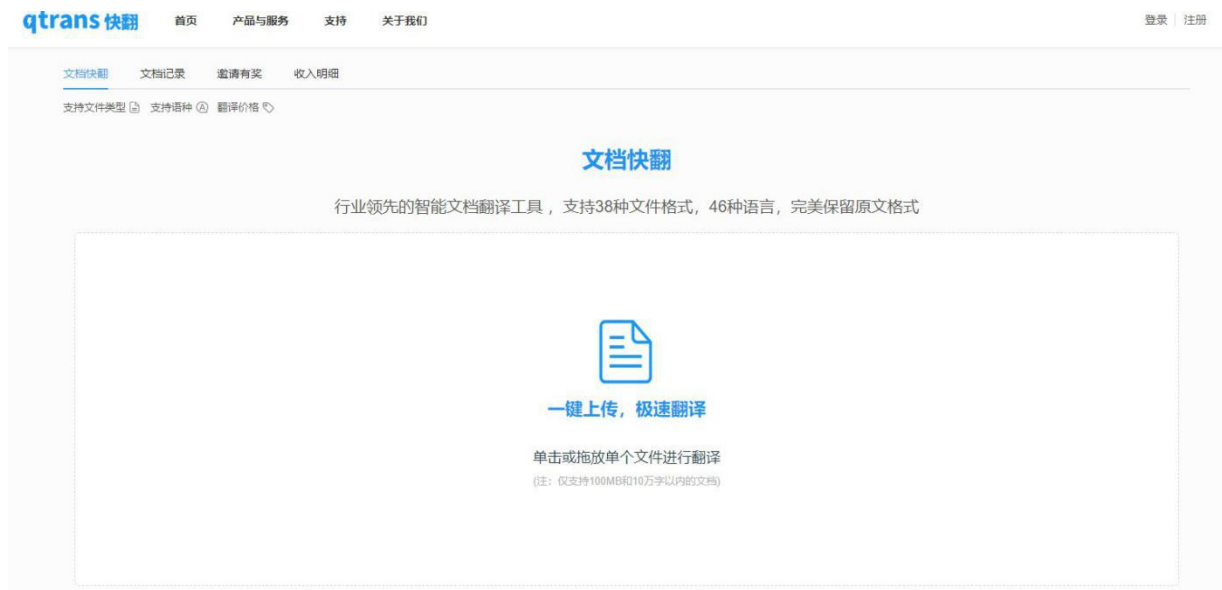 qtrans 快翻 首页 产品与服务 支持 关于我们 登录 注册
文档快翻 文档记录 邀请有奖 收入明细
支持文件类型 支持语种 A 翻译价格
文档快翻
行业领先的智能文档翻译工具，支持38种文件格式，46种语言，完美保留原文格式
一键上传，极速翻译
单击或拖放单个文件进行翻译
(注：仅支持100MB和10万字以内的文档)